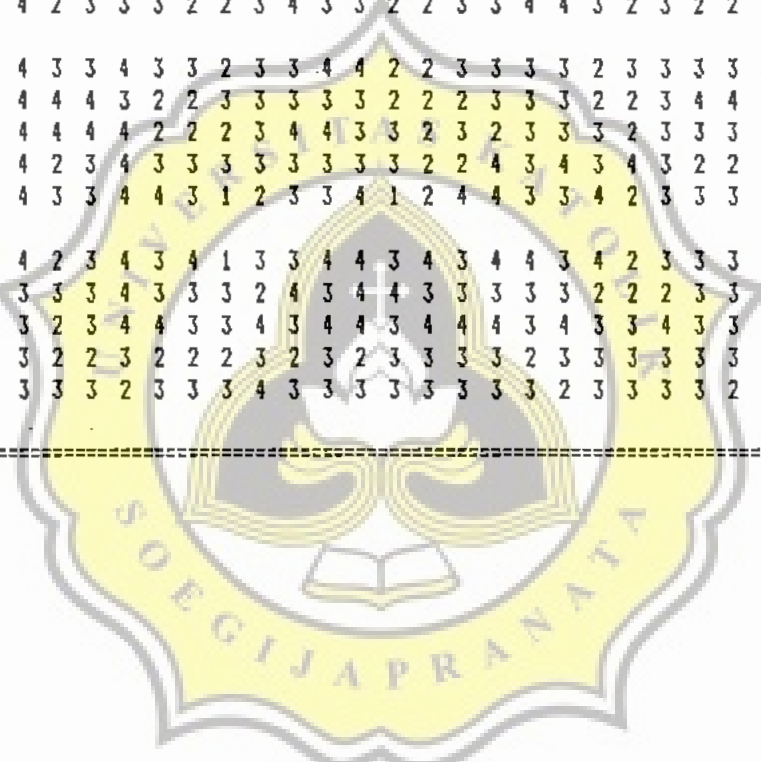 4 2 3 3 3 2 2 3 4 3 3 2 2 3 3 4 4 3 2 3 2 2
4 3 3 4 3 3 2 3 3 4 4 2 2 3 3 3 3 2 3 3 3 3
4 4 4 3 2 2 3 3 3 3 3 2 2 2 3 3 3 2 2 3 4 4
4 4 4 4 2 2 2 3 4 4 3 3 2 3 2 3 3 3 2 3 3 3
4 2 3 4 3 3 3 3 3 3 3 3 2 2 4 3 4 3 4 3 2 2
4 3 3 4 4 3 1 2 3 3 4 1 2 4 4 3 3 4 2 3 3 3
4 2 3 4 3 4 1 3 3 4 4 3 4 3 4 4 3 4 2 3 3 3
3 3 3 4 3 3 3 2 4 3 4 4 3 3 3 3 3 2 2 2 3 3
3 2 3 4 4 3 3 4 3 4 4 3 4 4 4 3 4 3 3 4 3 3
3 2 2 3 2 2 2 3 2 3 2 3 3 3 3 2 3 3 3 3 3 3
3 3 3 2 3 3 3 4 3 3 3 3 3 3 3 3 2 3 3 3 3 2
UNIVERSITAS KATOLIK
SOEGIJAPRANATA